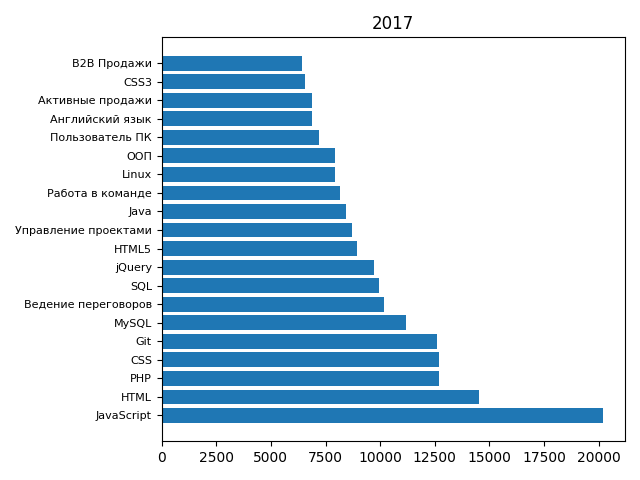 2017
B2B Продажи
CSS3
Активные продажи
Английский язык
Пользователь ПК
ООП
Linux
Работа в команде
Java
Управление проектами
HTML5
jQuery
SQL
Ведение переговоров
MySQL
Git
CSS
PHP
HTML
JavaScript
0 2500 5000 7500 10000 12500 15000 17500 20000